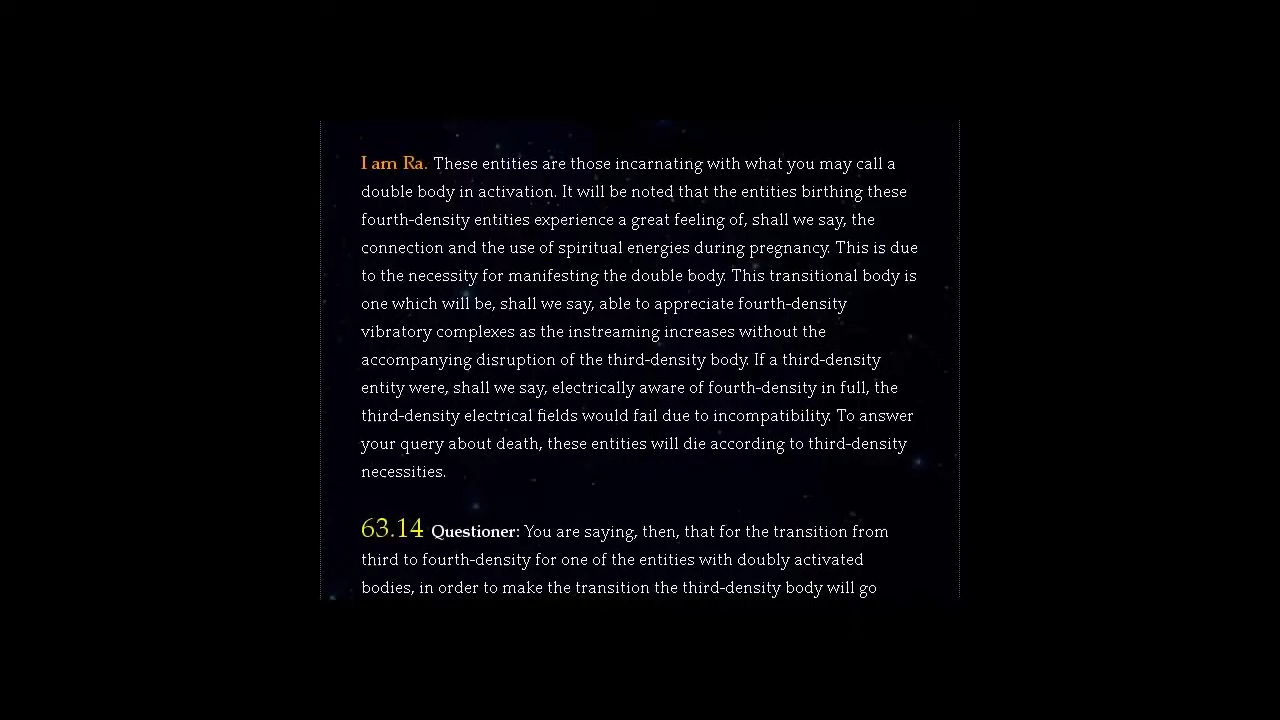 I am Ra. These entities are those incarnating with what you may call a
double body in activation. It will be noted that the entities birthing these
fourth-density entities experience a great feeling of, shall we say, the
connection and the use of spiritual energies during pregnancy. This is due
to the necessity for manifesting the double body. This transitional body is
one which will be, shall we say, able to appreciate fourth-density
vibratory complexes as the instreaming increases without the
accompanying disruption of the third-density body. If a third-density
entity were, shall we say, electrically aware of fourth-density in full, the
third-density electrical fields would fail due to incompatibility. To answer
your query about death, these entities will die according to third-density
necessities.
63.14 Questioner: You are saying, then, that for the transition from
third to fourth-density for one of the entities with doubly activated
bodies, in order to make the transition the third-density body will go